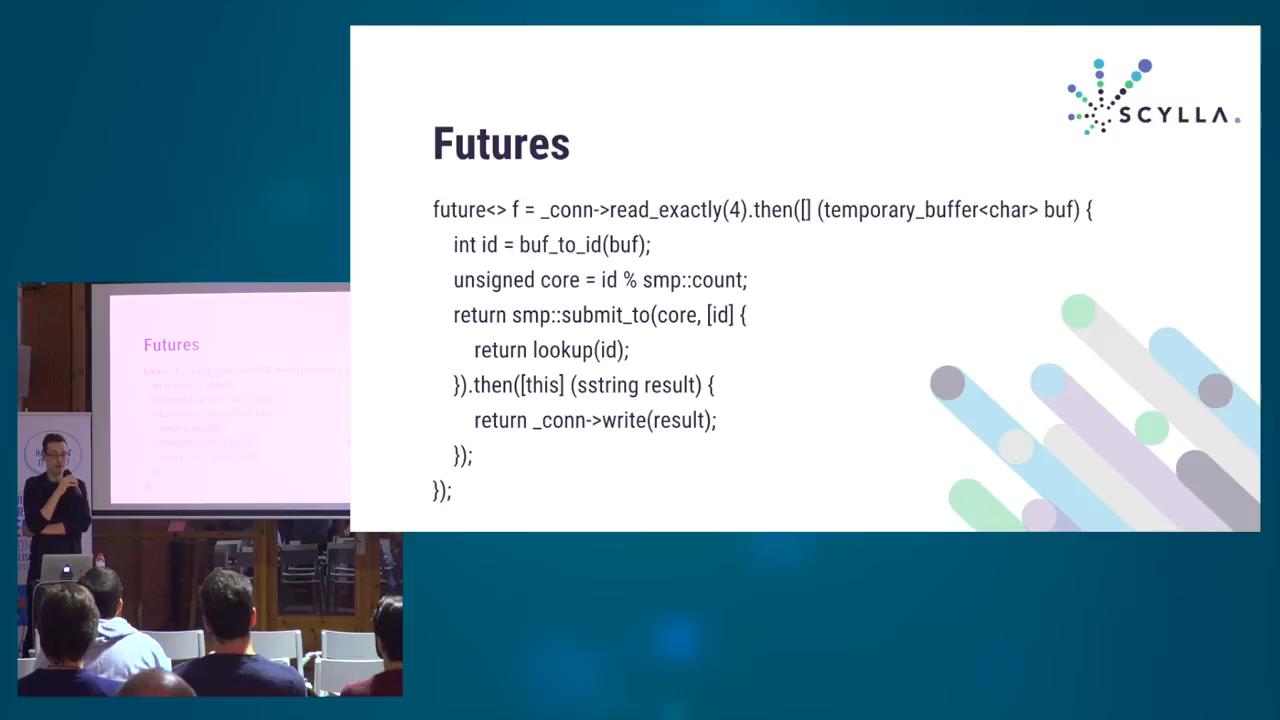 SCYLLA.
Futures
future<> f = _conn->read_exactly(4).then([] (temporary_buffer<char> buf) {
int id = buf_to_id(buf);
unsigned core = id % smp::count;
return smp::submit_to(core, [id] {
return lookup(id);
}).then([this] (sstring result) {
return _conn->write(result);
});
});
Futures